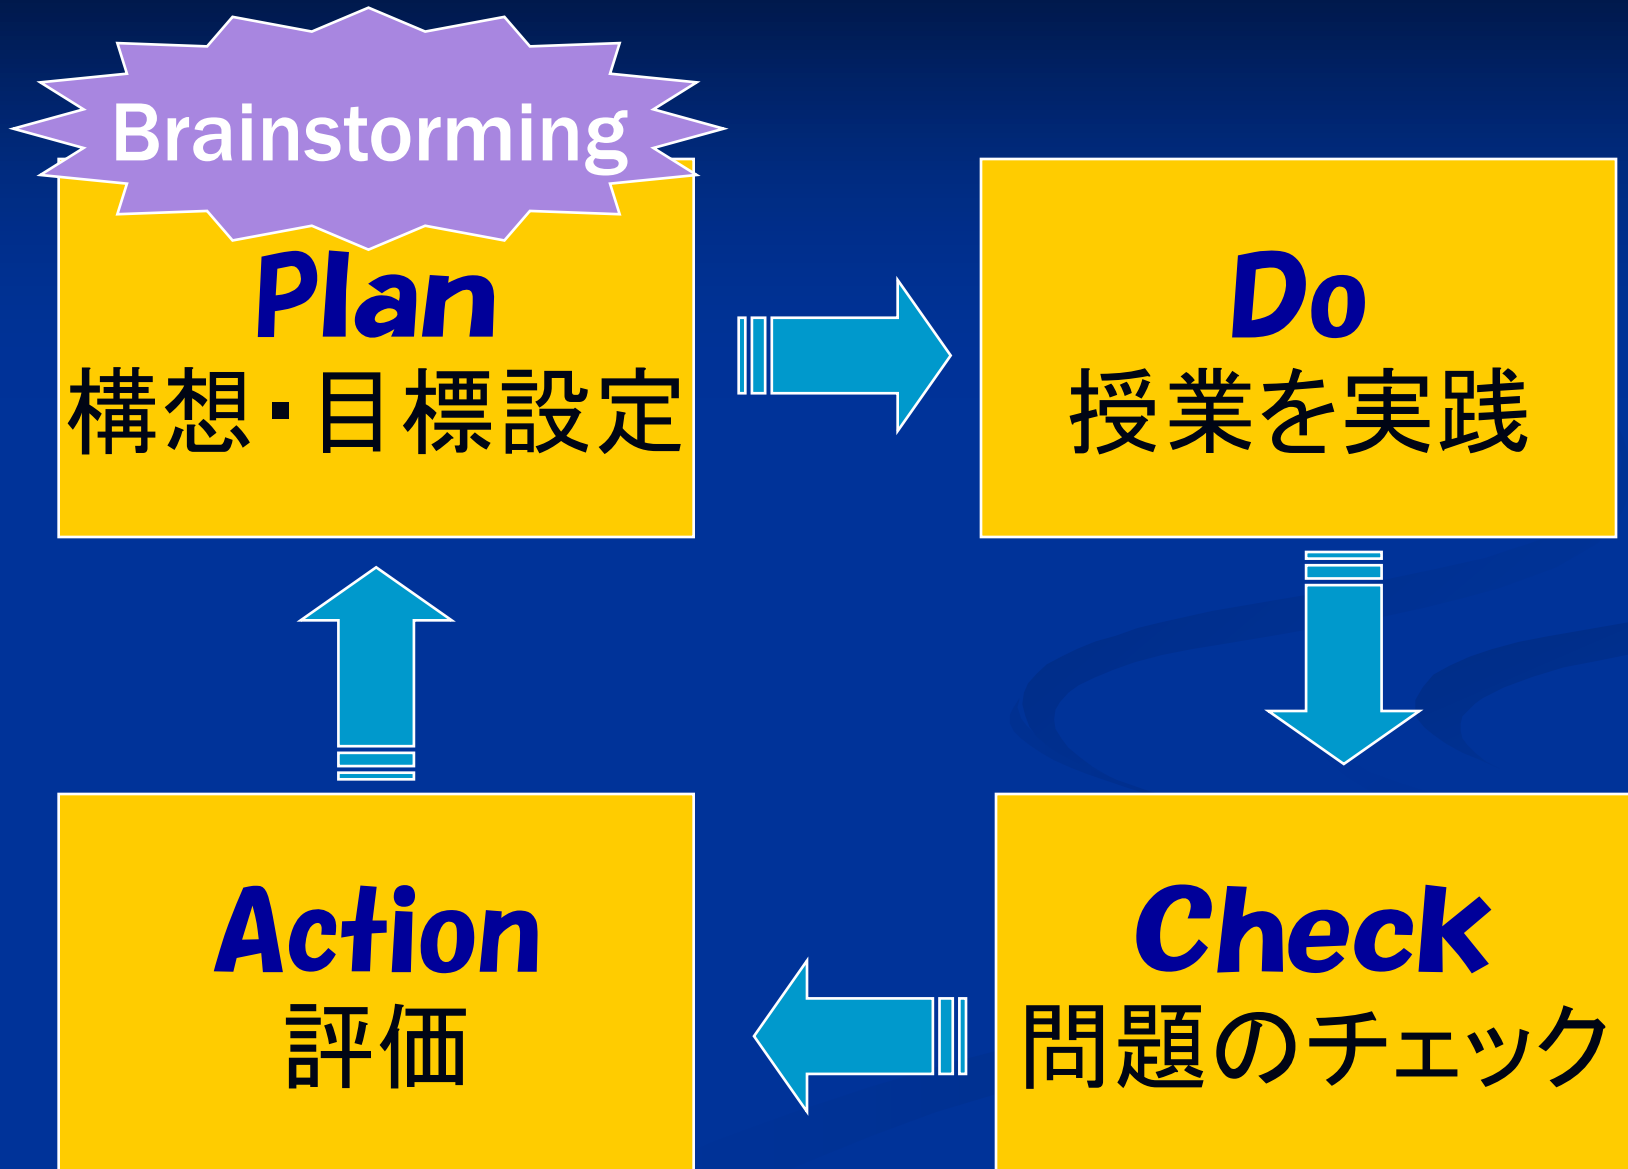 Brainstorming
Plan
構想・目標設定
Do
授業を実践
Action
評価
Check
問題のチェック